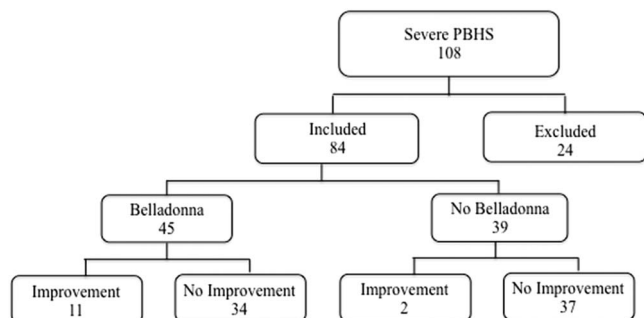 Severe PBHS
108
Included
84
Excluded
24
Belladonna
45
No Belladonna
39
Improvement
11
No Improvement
34
Improvement
2
No Improvement
37